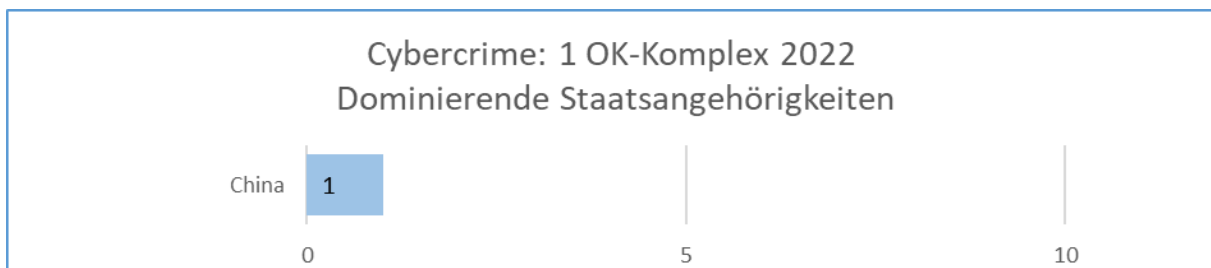 Cybercrime: 1 OK-Komplex 2022
Dominierende Staatsangehörigkeiten
China 1
0 5 10